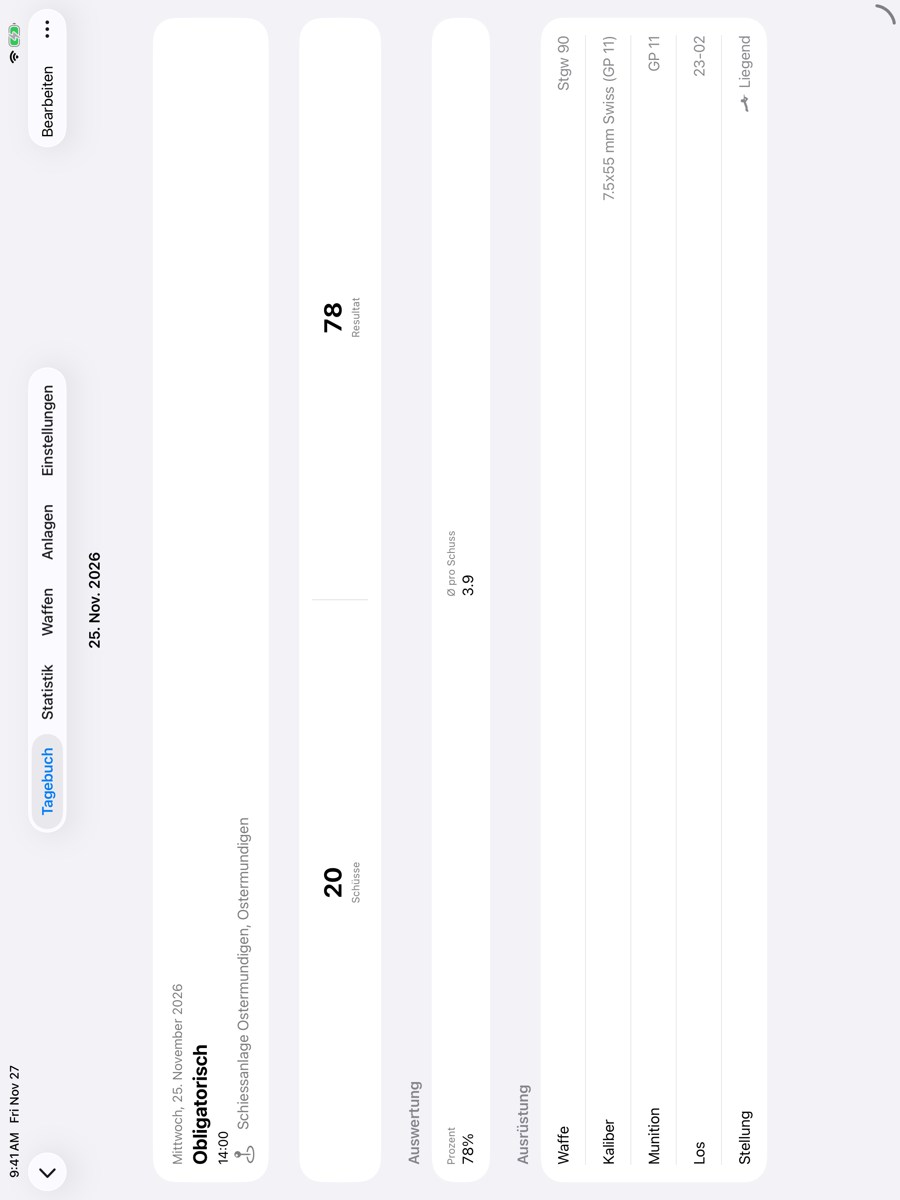 9:41 AM Fri Nov 27
Tagebuch Statistik Waffen Anlagen Einstellungen
Bearbeiten
25. Nov. 2026
Mittwoch, 25. November 2026
Obligatorisch
14:00
Schiessanlage Ostermundigen, Ostermundigen
20 78
Schüsse Resultat
Auswertung
Prozent Ø pro Schuss
78% 3.9
Ausrüstung
Waffe Stgw 90
Kaliber 7.5x55 mm Swiss (GP 11)
Munition GP 11
Los 23-02
Stellung Liegend